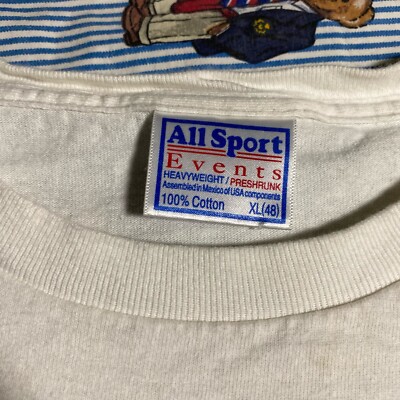 All Sport
Events
HEAVYWEIGHT / PRESHRUNK
Assembled in Mexico of USA components
100% Cotton XL (48)